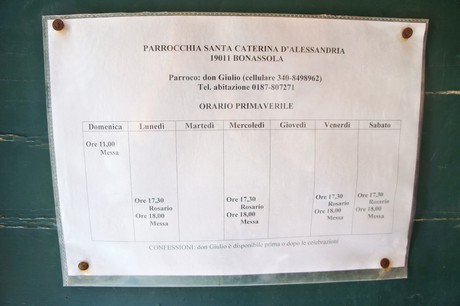 PARROCCHIA SANTA CATERINA D'ALESSANDRIA
19011 BONASSOLA
Parroco: don Giulio (cellulare 340-8498962)
Tel. abitazione 0187-807271
ORARIO PRIMAVERILE
Domenica Lunedì Martedì Mercoledì Giovedì Venerdì Sabato
Ore 11,00
Messa
Ore 17,30 Ore 17,30 Ore 17,30 Ore 17,30
Rosario Rosario Rosario Rosario
Ore 18,00 Ore 18,00 Ore 18,00 Ore 18,00
Messa Messa Messa Messa
CONFESSIONI: don Giulio è disponibile prima o dopo le celebrazioni